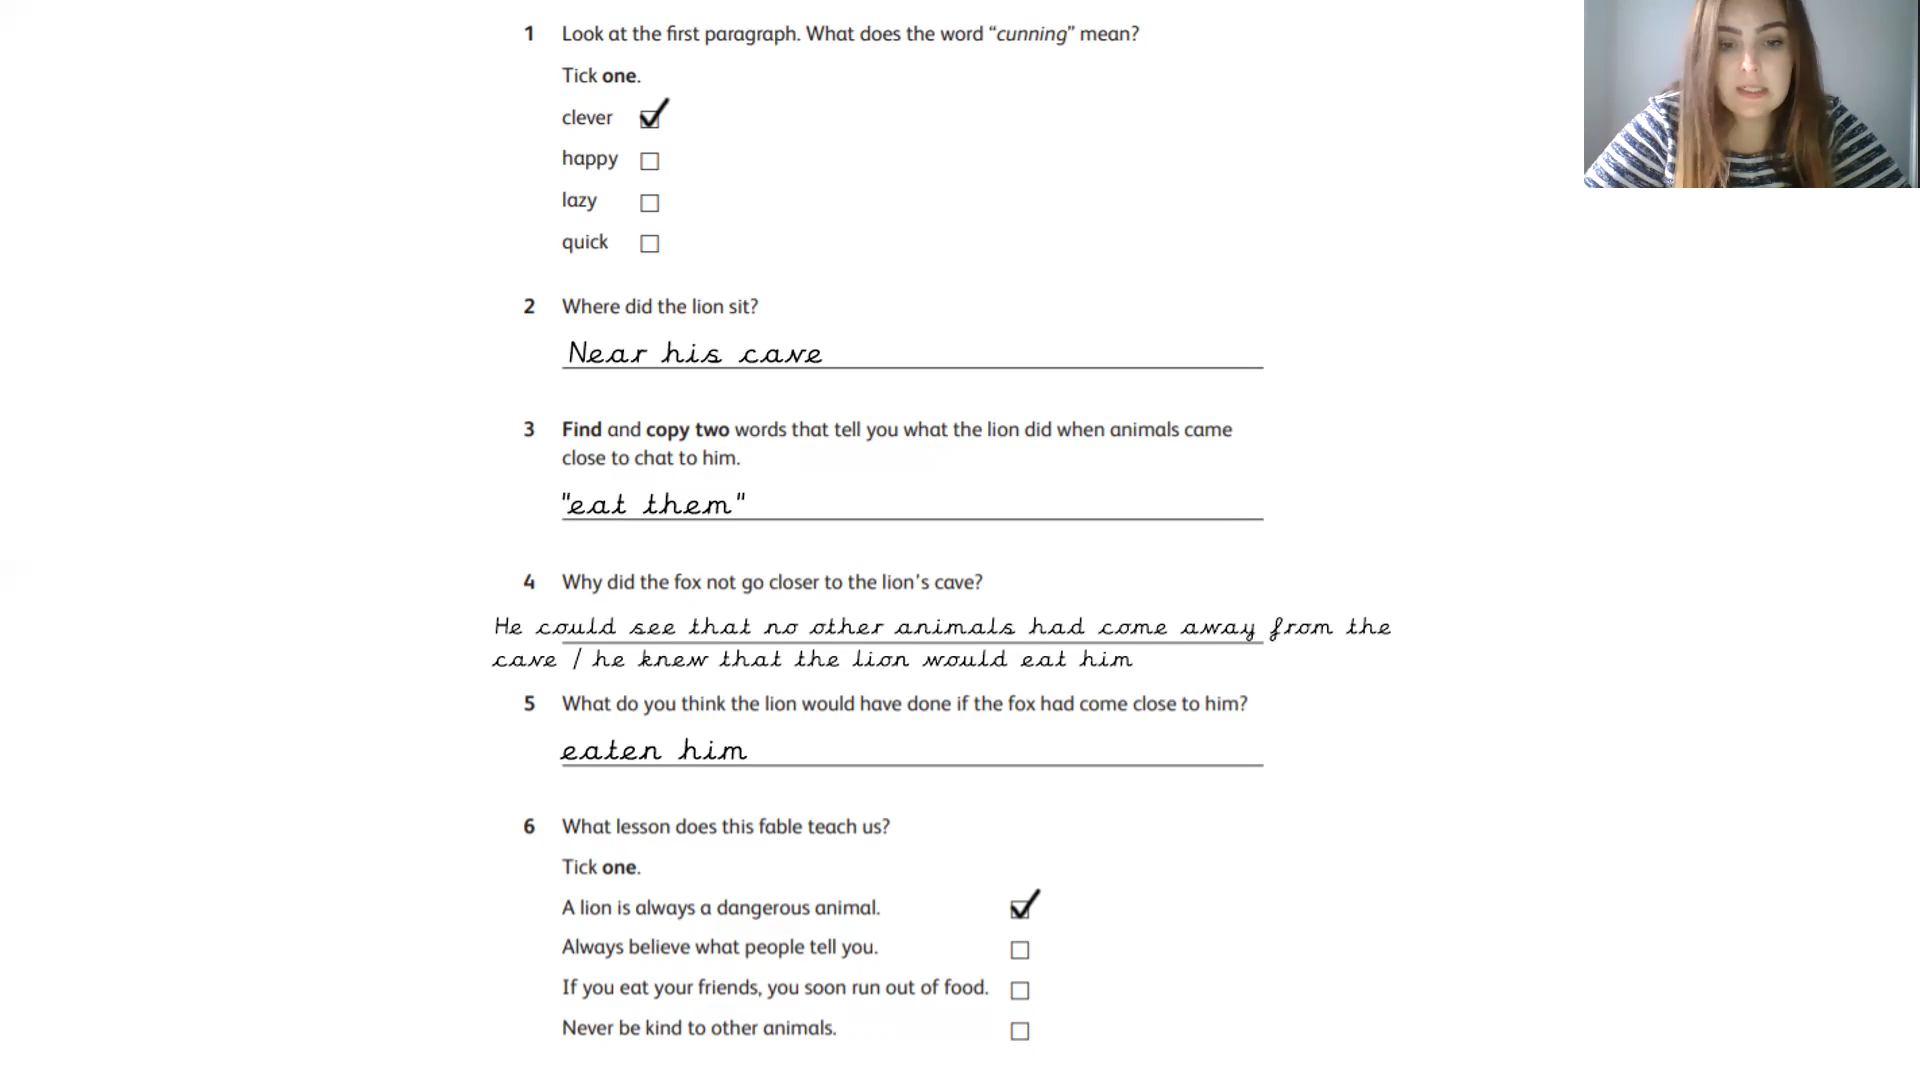 1 Look at the first paragraph. What does the word “cunning” mean?
Tick one.
clever
happy
lazy
quick
2 Where did the lion sit?
Near his cave
3 Find and copy two words that tell you what the lion did when animals came
close to chat to him.
"eat them"
4 Why did the fox not go closer to the lion's cave?
He could see that no other animals had come away from the
cave / he knew that the lion would eat him
5 What do you think the lion would have done if the fox had come close to him?
eaten him
6 What lesson does this fable teach us?
Tick one.
A lion is always a dangerous animal.
Always believe what people tell you.
If you eat your friends, you soon run out of food.
Never be kind to other animals.